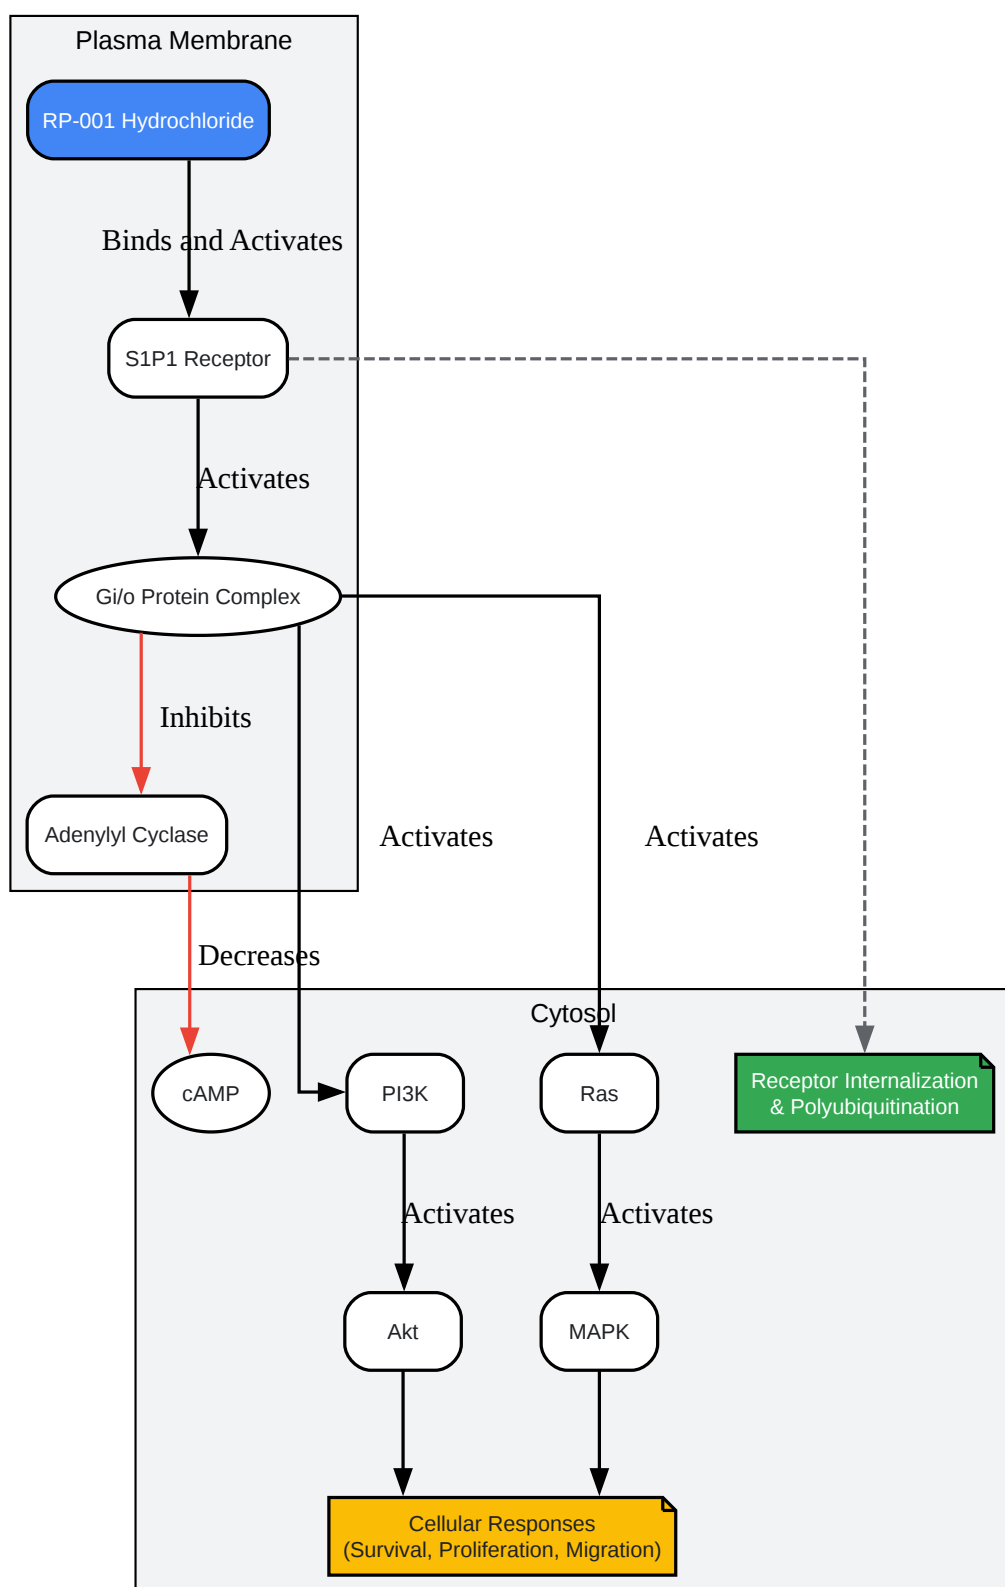 Plasma Membrane
RP-001 Hydrochloride
Binds and Activates
S1P1 Receptor
Activates
Gi/o Protein Complex
Inhibits
Adenylyl Cyclase
Activates
Activates
Decreases
Cytosol
cAMP
PI3K
Ras
Receptor Internalization
& Polyubiquitination
Activates
Activates
Akt
MAPK
Cellular Responses
(Survival, Proliferation, Migration)